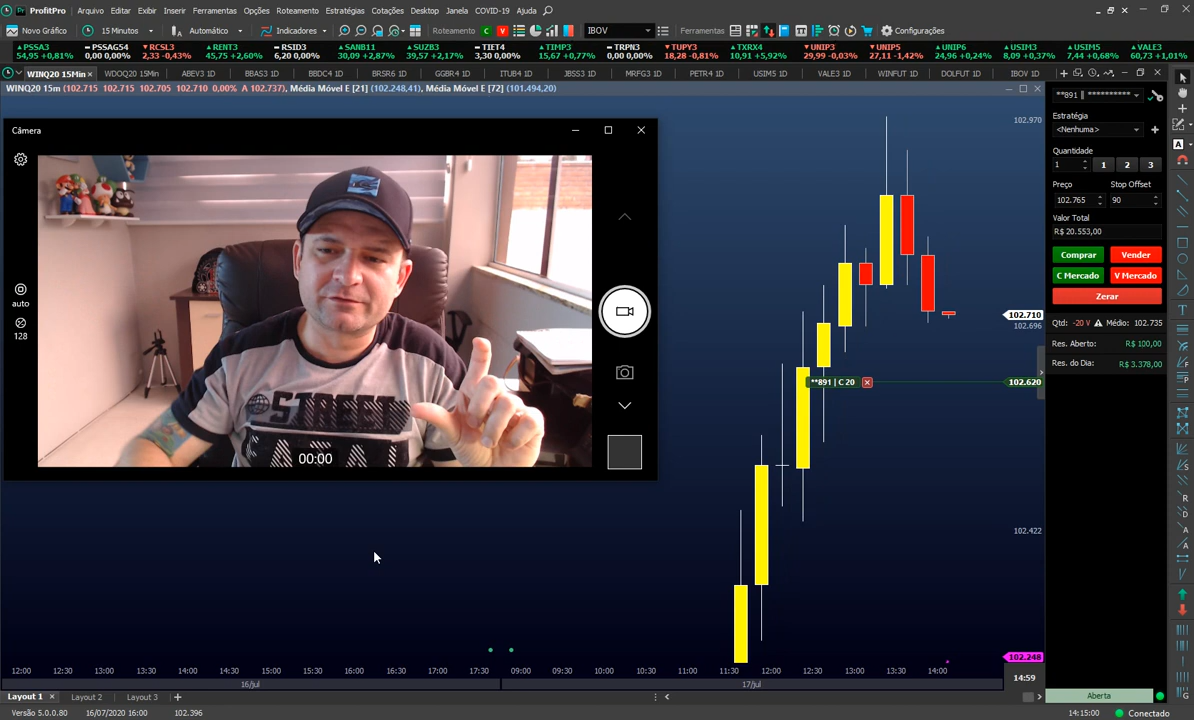 ProfitPro
Arquivo Editar Exibir Inserir Ferramentas Opções Roteamento Estratégias Cotações Desktop Janela COVID-19 Ajuda
Novo Gráfico 15 Minutos Automático Indicadores Roteamento C V IBOV Ferramentas Configurações
PSSA3 PSSAG54 RCSL3 RENT3 RSID3 SANB11 SUZB3 TIET4 TIMP3 TRPN3 TUPY3 TXRX4 UNIP3 UNIP5 UNIP6 USIM3 USIM5 VALE3
54,95 +0,81% 0,00 0,00% 2,33 -0,43% 45,75 +2,60% 6,20 0,00% 30,09 +2,87% 39,57 +2,17% 3,30 0,00% 15,67 +0,77% 0,00 0,00% 18,28 -0,81% 10,91 +5,92% 29,99 -0,03% 27,11 -1,42% 24,96 +0,24% 8,39 +0,37% 7,44 +0,68% 60,73 +1,01%
WINQ20 15Min WDOQ20 15Min ABEV3 1D BBAS3 1D BBDC4 1D BRSR6 1D GGBR4 1D ITUB4 1D JBSS3 1D MRFG3 1D PETR4 1D USIM5 1D VALE3 1D WINFUT 1D DOLFUT 1D IBOV 1D
WINQ20 15m (102.715 102.715 102.705 102.710 0,00% A 102.737), Média Móvel E [21] (102.248,41), Média Móvel E [72] (101.494,20)
Câmera
auto
128
STREET
00:00
102.970
102.710
102.696
**891 | C 20
102.620
102.422
102.248
14:59
**891 || **********
Estratégia
<Nenhuma>
Quantidade
1 1 2 3
Preço Stop Offset
102.765 90
Valor Total
R$ 20.553,00
Comprar Vender
C Mercado V Mercado
Zerar
Qtd: -20 V Médio: 102.735
Res. Aberto: R$ 100,00
Res. do Dia: R$ 3.378,00
Aberta
12:00 12:30 13:00 13:30 14:00 14:30 15:00 15:30 16:00 16:30 17:00 17:30 09:00 09:30 10:00 10:30 11:00 11:30 12:00 12:30 13:00 13:30 14:00
16/jul 17/jul
Layout 1 Layout 2 Layout 3
Versão 5.0.0.80 16/07/2020 16:00 102.396 14:15:00 Conectado